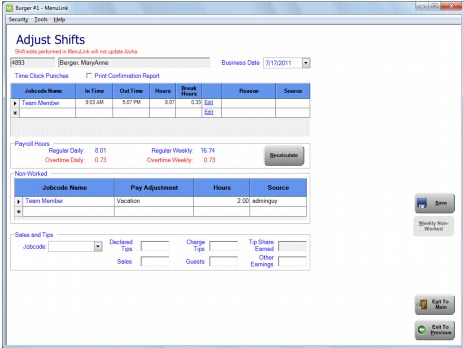 Burger #1 - MenuLink
Security Tools Help
Adjust Shifts
Shift edits performed in MenuLink will not update Aloha
4893 Berger, MaryAnne Business Date 7/17/2011
Time Clock Punches Print Confirmation Report
Jobcode Name In Time Out Time Hours Break Hours Reason Source
Team Member 9:03 AM 9:07 PM 8.07 0.33 Edit
Edit
Payroll Hours
Regular Daily: 8.01 Regular Weekly: 16.74
Overtime Daily: 0.73 Overtime Weekly: 0.73
Recalculate
Non-Worked
Jobcode Name Pay Adjustment Hours Source
Team Member Vacation 2.00 adminguy
Save
Weekly Non-Worked
Sales and Tips
Jobcode: Declared Tips Charge Tips Tip Share Earned
Sales Guests Other Earnings
Exit To Main
Exit To Previous